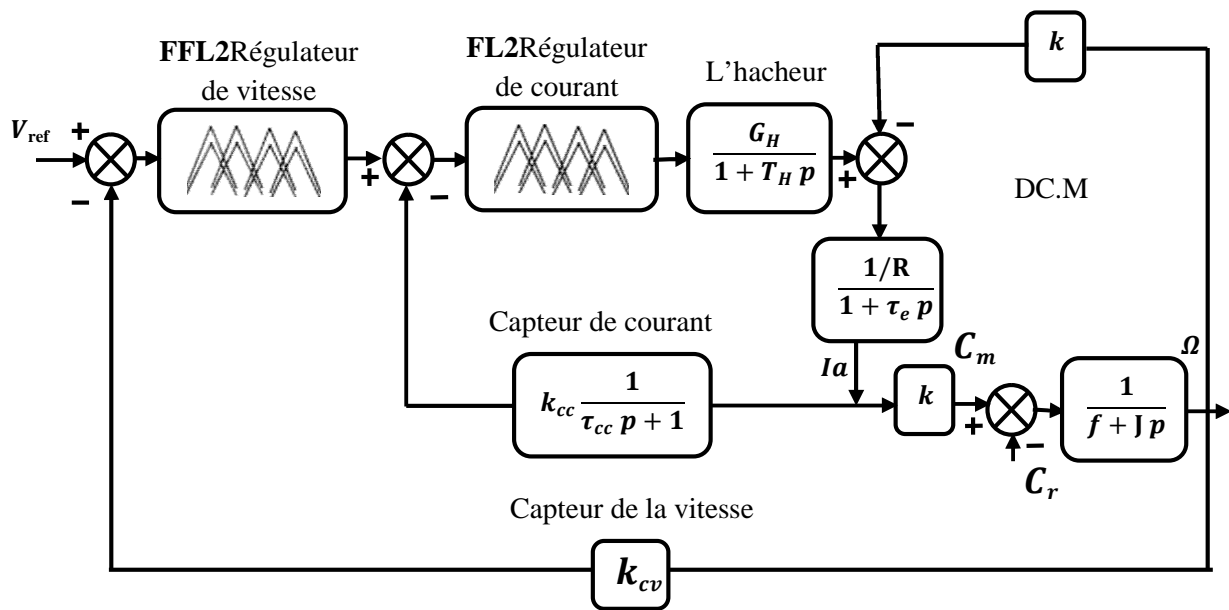 k
FFL2Régulateur
de vitesse
FL2Régulateur
de courant
L'hacheur
V_ref
+
−
+
−
G_H
1 + T_H p
+
−
DC.M
1/R
1 + τ_e p
Capteur de courant
k_cc 1
τ_cc p + 1
Ia
k
C_m
+
−
C_r
1
f + J p
Ω
Capteur de la vitesse
k_cv